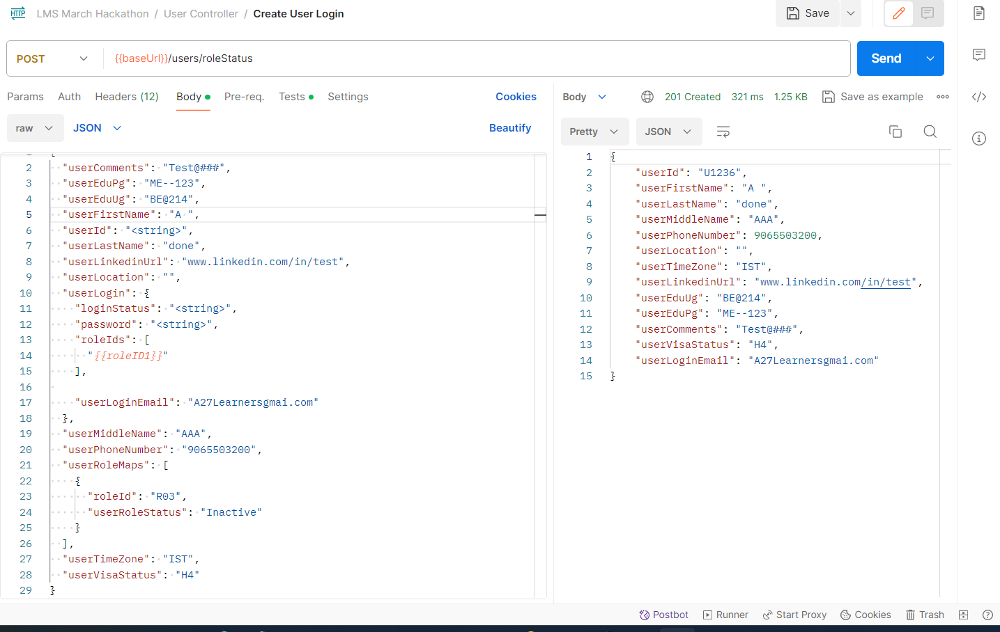 HTTP LMS March Hackathon / User Controller / Create User Login Save
POST {{baseUrl}}/users/roleStatus Send
Params Auth Headers (12) Body Pre-req. Tests Settings Cookies
raw JSON Beautify
1 {
2 "userComments": "Test@###",
3 "userEduPg": "ME--123",
4 "userEduUg": "BE@214",
5 "userFirstName": "A ",
6 "userId": "<string>",
7 "userLastName": "done",
8 "userLinkedinUrl": "www.linkedin.com/in/test",
9 "userLocation": "",
10 "userLogin": {
11 "loginStatus": "<string>",
12 "password": "<string>",
13 "roleIds": [
14 "{{roleID1}}"
15 ],
16
17 "userLoginEmail": "A27Learnersgmai.com"
18 },
19 "userMiddleName": "AAA",
20 "userPhoneNumber": "9065503200",
21 "userRoleMaps": [
22 {
23 "roleId": "R03",
24 "userRoleStatus": "Inactive"
25 }
26 ],
27 "userTimeZone": "IST",
28 "userVisaStatus": "H4"
29 }
Body 201 Created 321 ms 1.25 KB Save as example
Pretty JSON
1 {
2 "userId": "U1236",
3 "userFirstName": "A ",
4 "userLastName": "done",
5 "userMiddleName": "AAA",
6 "userPhoneNumber": 9065503200,
7 "userLocation": "",
8 "userTimeZone": "IST",
9 "userLinkedinUrl": "www.linkedin.com/in/test",
10 "userEduUg": "BE@214",
11 "userEduPg": "ME--123",
12 "userComments": "Test@###",
13 "userVisaStatus": "H4",
14 "userLoginEmail": "A27Learnersgmai.com"
15 }
Postbot Runner Start Proxy Cookies Trash